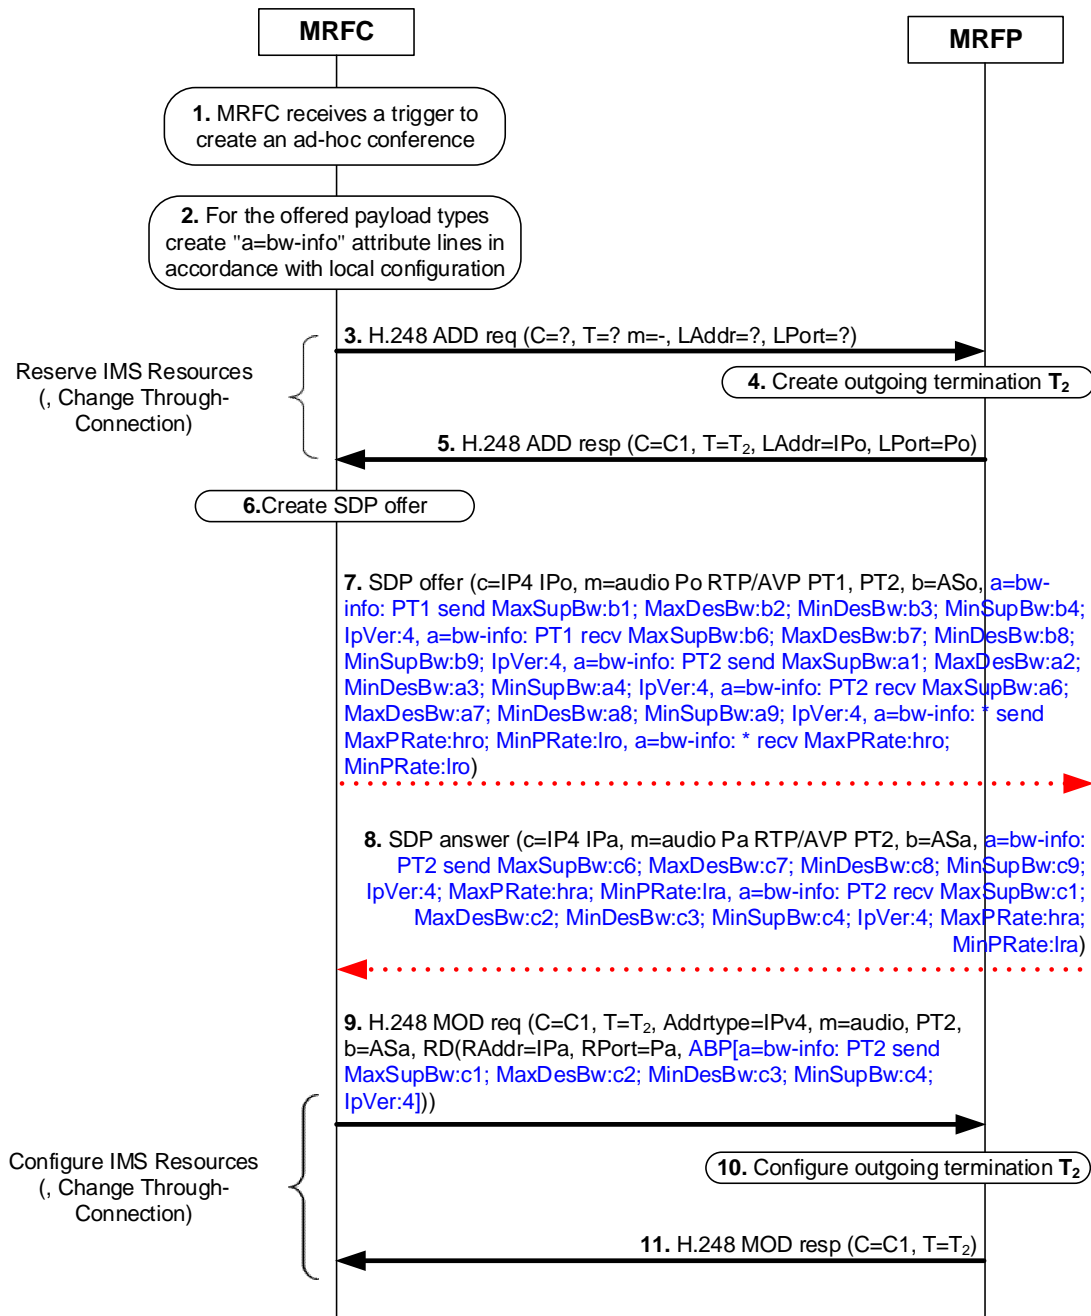 MRFC
MRFP
1. MRFC receives a trigger to
create an ad-hoc conference
2. For the offered payload types
create "a=bw-info" attribute lines in
accordance with local configuration
3. H.248 ADD req (C=?, T=? m=-, LAddr=?, LPort=?)
Reserve IMS Resources
(, Change Through-
Connection)
4. Create outgoing termination T2
5. H.248 ADD resp (C=C1, T=T2, LAddr=IPo, LPort=Po)
6.Create SDP offer
7. SDP offer (c=IP4 IPo, m=audio Po RTP/AVP PT1, PT2, b=ASo, a=bw-
info: PT1 send MaxSupBw:b1; MaxDesBw:b2; MinDesBw:b3; MinSupBw:b4;
IpVer:4, a=bw-info: PT1 recv MaxSupBw:b6; MaxDesBw:b7; MinDesBw:b8;
MinSupBw:b9; IpVer:4, a=bw-info: PT2 send MaxSupBw:a1; MaxDesBw:a2;
MinDesBw:a3; MinSupBw:a4; IpVer:4, a=bw-info: PT2 recv MaxSupBw:a6;
MaxDesBw:a7; MinDesBw:a8; MinSupBw:a9; IpVer:4, a=bw-info: * send
MaxPRate:hro; MinPRate:lro, a=bw-info: * recv MaxPRate:hro;
MinPRate:lro)
8. SDP answer (c=IP4 IPa, m=audio Pa RTP/AVP PT2, b=ASa, a=bw-info:
PT2 send MaxSupBw:c6; MaxDesBw:c7; MinDesBw:c8; MinSupBw:c9;
IpVer:4; MaxPRate:hra; MinPRate:lra, a=bw-info: PT2 recv MaxSupBw:c1;
MaxDesBw:c2; MinDesBw:c3; MinSupBw:c4; IpVer:4; MaxPRate:hra;
MinPRate:lra)
9. H.248 MOD req (C=C1, T=T2, Addrtype=IPv4, m=audio, PT2,
b=ASa, RD(RAddr=IPa, RPort=Pa, ABP[a=bw-info: PT2 send
MaxSupBw:c1; MaxDesBw:c2; MinDesBw:c3; MinSupBw:c4;
IpVer:4]))
Configure IMS Resources
(, Change Through-
Connection)
10. Configure outgoing termination T2
11. H.248 MOD resp (C=C1, T=T2)